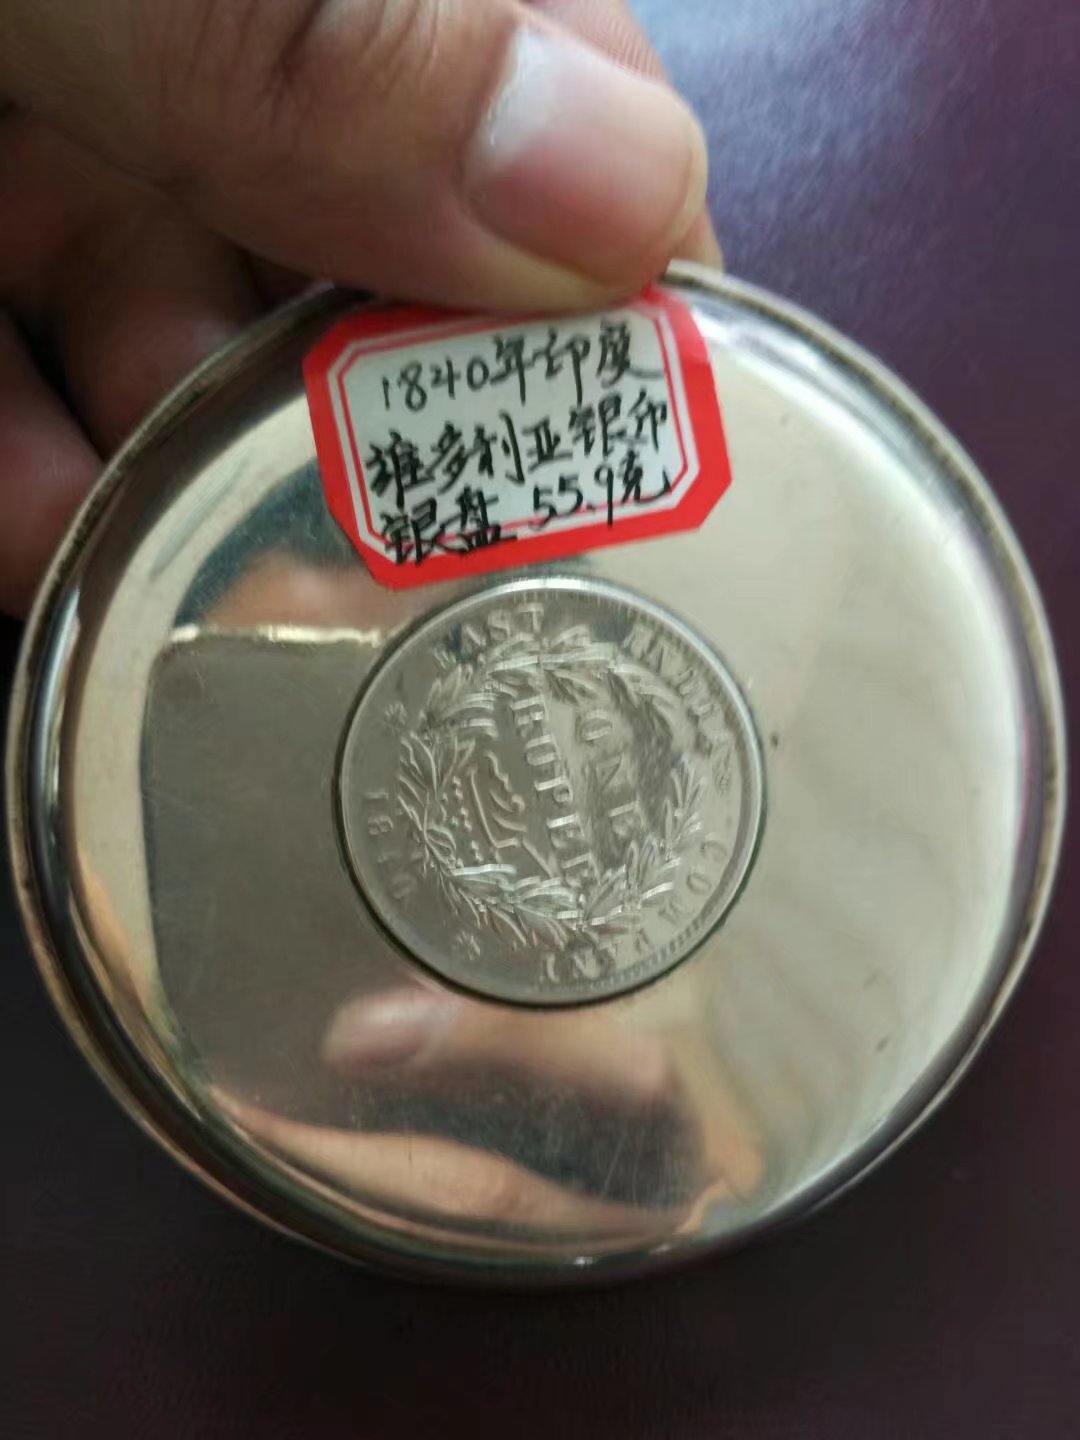 1840年印度
维多利亚银币
银盘 55.9克
EAST INDIA COMPANY
ONE
RUPEE
1840